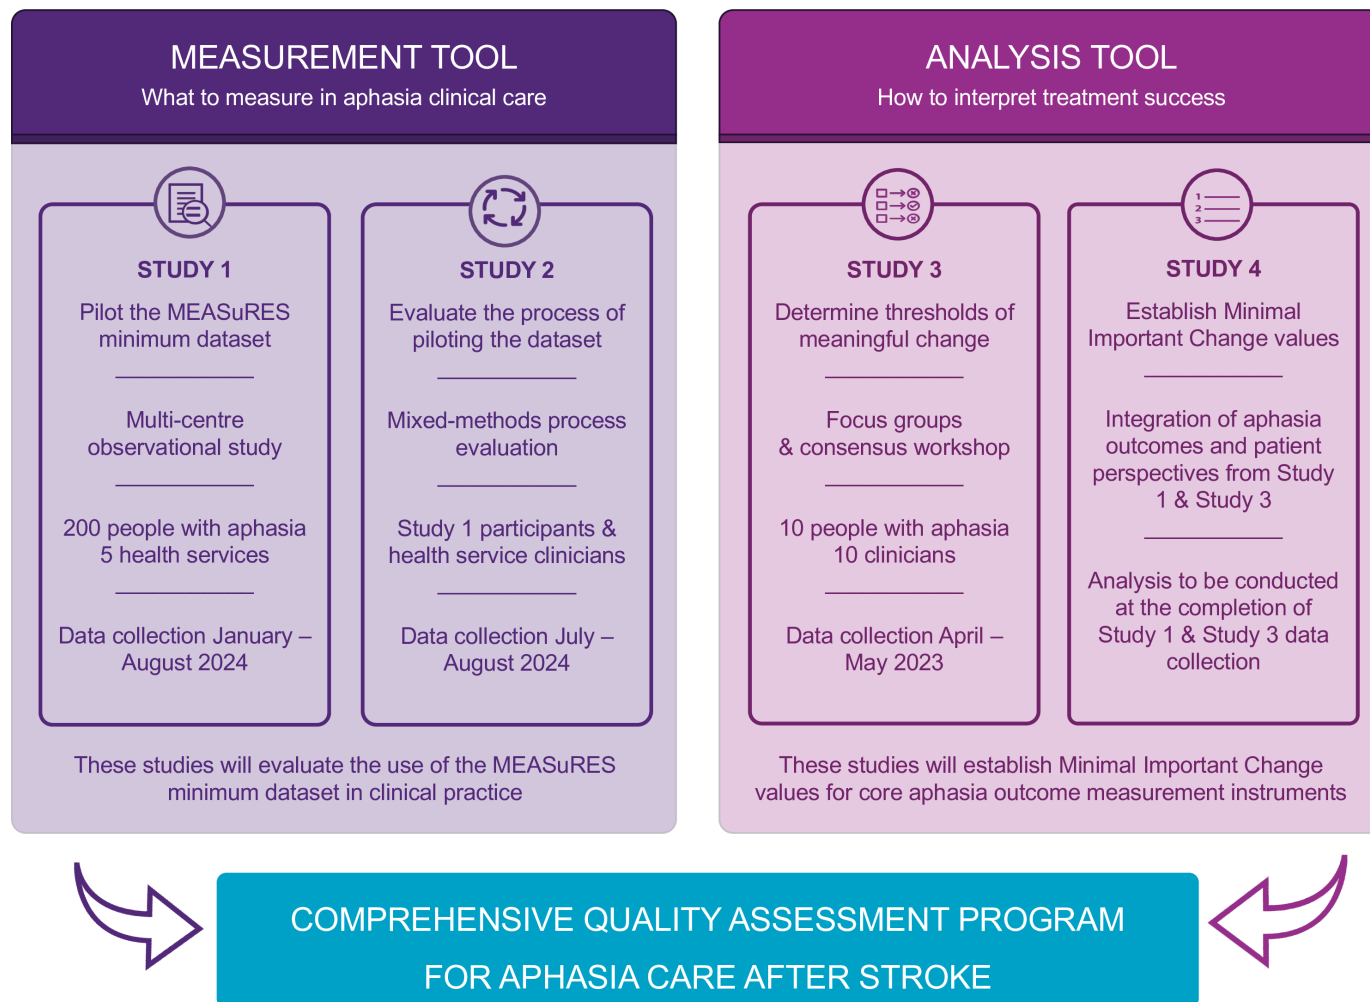 MEASUREMENT TOOL
What to measure in aphasia clinical care
STUDY 1
Pilot the MEASuRES
minimum dataset
Multi-centre
observational study
200 people with aphasia
5 health services
Data collection January –
August 2024
STUDY 2
Evaluate the process of
piloting the dataset
Mixed-methods process
evaluation
Study 1 participants &
health service clinicians
Data collection July –
August 2024
These studies will evaluate the use of the MEASuRES
minimum dataset in clinical practice
ANALYSIS TOOL
How to interpret treatment success
STUDY 3
Determine thresholds of
meaningful change
Focus groups
& consensus workshop
10 people with aphasia
10 clinicians
Data collection April –
May 2023
1
2
3
STUDY 4
Establish Minimal
Important Change values
Integration of aphasia
outcomes and patient
perspectives from Study
1 & Study 3
Analysis to be conducted
at the completion of
Study 1 & Study 3 data
collection
These studies will establish Minimal Important Change
values for core aphasia outcome measurement instruments
COMPREHENSIVE QUALITY ASSESSMENT PROGRAM
FOR APHASIA CARE AFTER STROKE